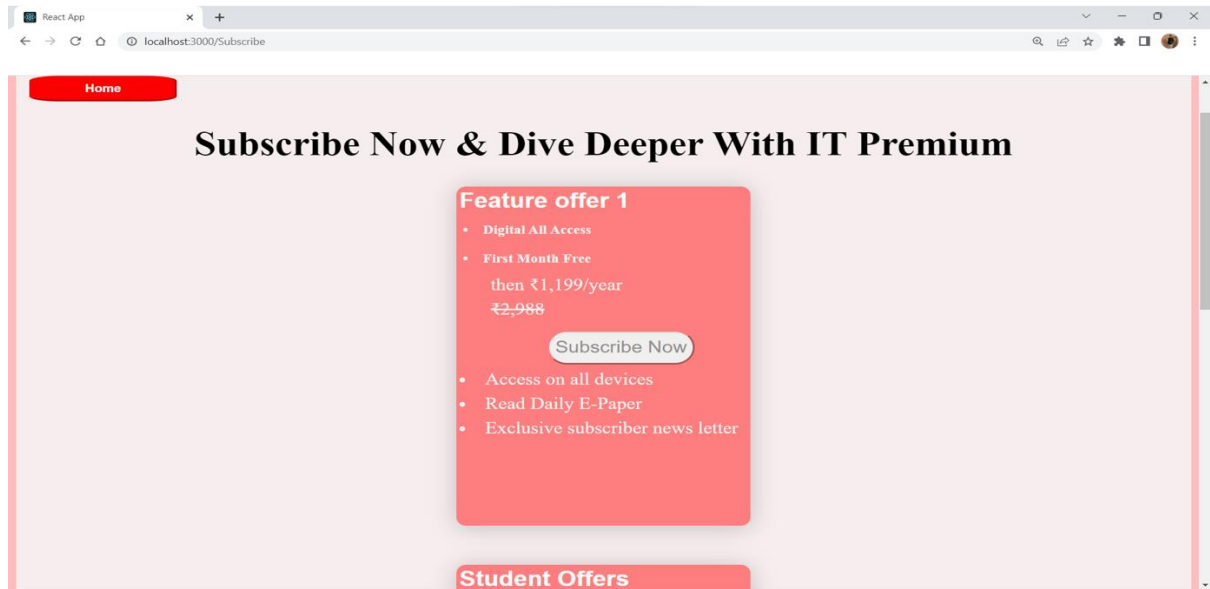 React App
localhost:3000/Subscribe
Home
Subscribe Now & Dive Deeper With IT Premium
Feature offer 1
• Digital All Access
• First Month Free
then ₹1,199/year
₹2,988
Subscribe Now
• Access on all devices
• Read Daily E-Paper
• Exclusive subscriber news letter
Student Offers